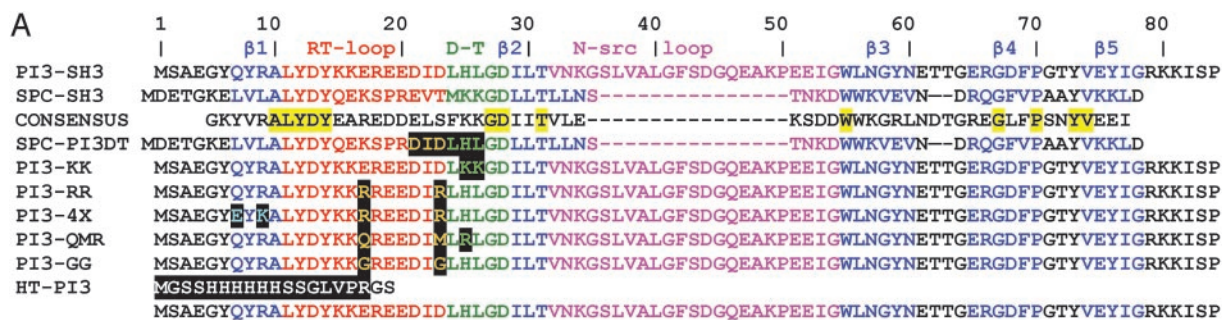 A
1 10 20 30 40 50 60 70 80
β1 RT-loop D-T β2 N-src loop β3 β4 β5
PI3-SH3 MSAEGYQYRALYDYKKEREEDIDLHLGDILTVNKGSLVALGFSDGQEAKPEEIGWLNGYNETTGERGDFPGTYVEYIGRKKISP
SPC-SH3 MDETGKELVLALYDYQEKSPREVTMKKGDLLTLLNS---------------TNKDWWKVEVN--DRQGFVPAAYVKKLD
CONSENSUS GKYVRALYDYEAREDDELSFKKGDIITVLE----------------KSDDWWKGRLNDTGREGLFPSNYVEEI
SPC-PI3DT MDETGKELVLALYDYQEKSPRDIDLHLGDLLTLLNS---------------TNKDWWKVEVN--DRQGFVPAAYVKKLD
PI3-KK MSAEGYQYRALYDYKKEREEDIDLKKGDILTVNKGSLVALGFSDGQEAKPEEIGWLNGYNETTGERGDFPGTYVEYIGRKKISP
PI3-RR MSAEGYQYRALYDYKKRREEDIRLHLGDILTVNKGSLVALGFSDGQEAKPEEIGWLNGYNETTGERGDFPGTYVEYIGRKKISP
PI3-4X MSAEGYEYKALYDYKKRREEDIRLHLGDILTVNKGSLVALGFSDGQEAKPEEIGWLNGYNETTGERGDFPGTYVEYIGRKKISP
PI3-QMR MSAEGYQYRALYDYKKQREEDIMLRLGDILTVNKGSLVALGFSDGQEAKPEEIGWLNGYNETTGERGDFPGTYVEYIGRKKISP
PI3-GG MSAEGYQYRALYDYKKGREEDIGLHLGDILTVNKGSLVALGFSDGQEAKPEEIGWLNGYNETTGERGDFPGTYVEYIGRKKISP
HT-PI3 MGSSHHHHHHSSGLVPRGS
MSAEGYQYRALYDYKKEREEDIDLHLGDILTVNKGSLVALGFSDGQEAKPEEIGWLNGYNETTGERGDFPGTYVEYIGRKKISP